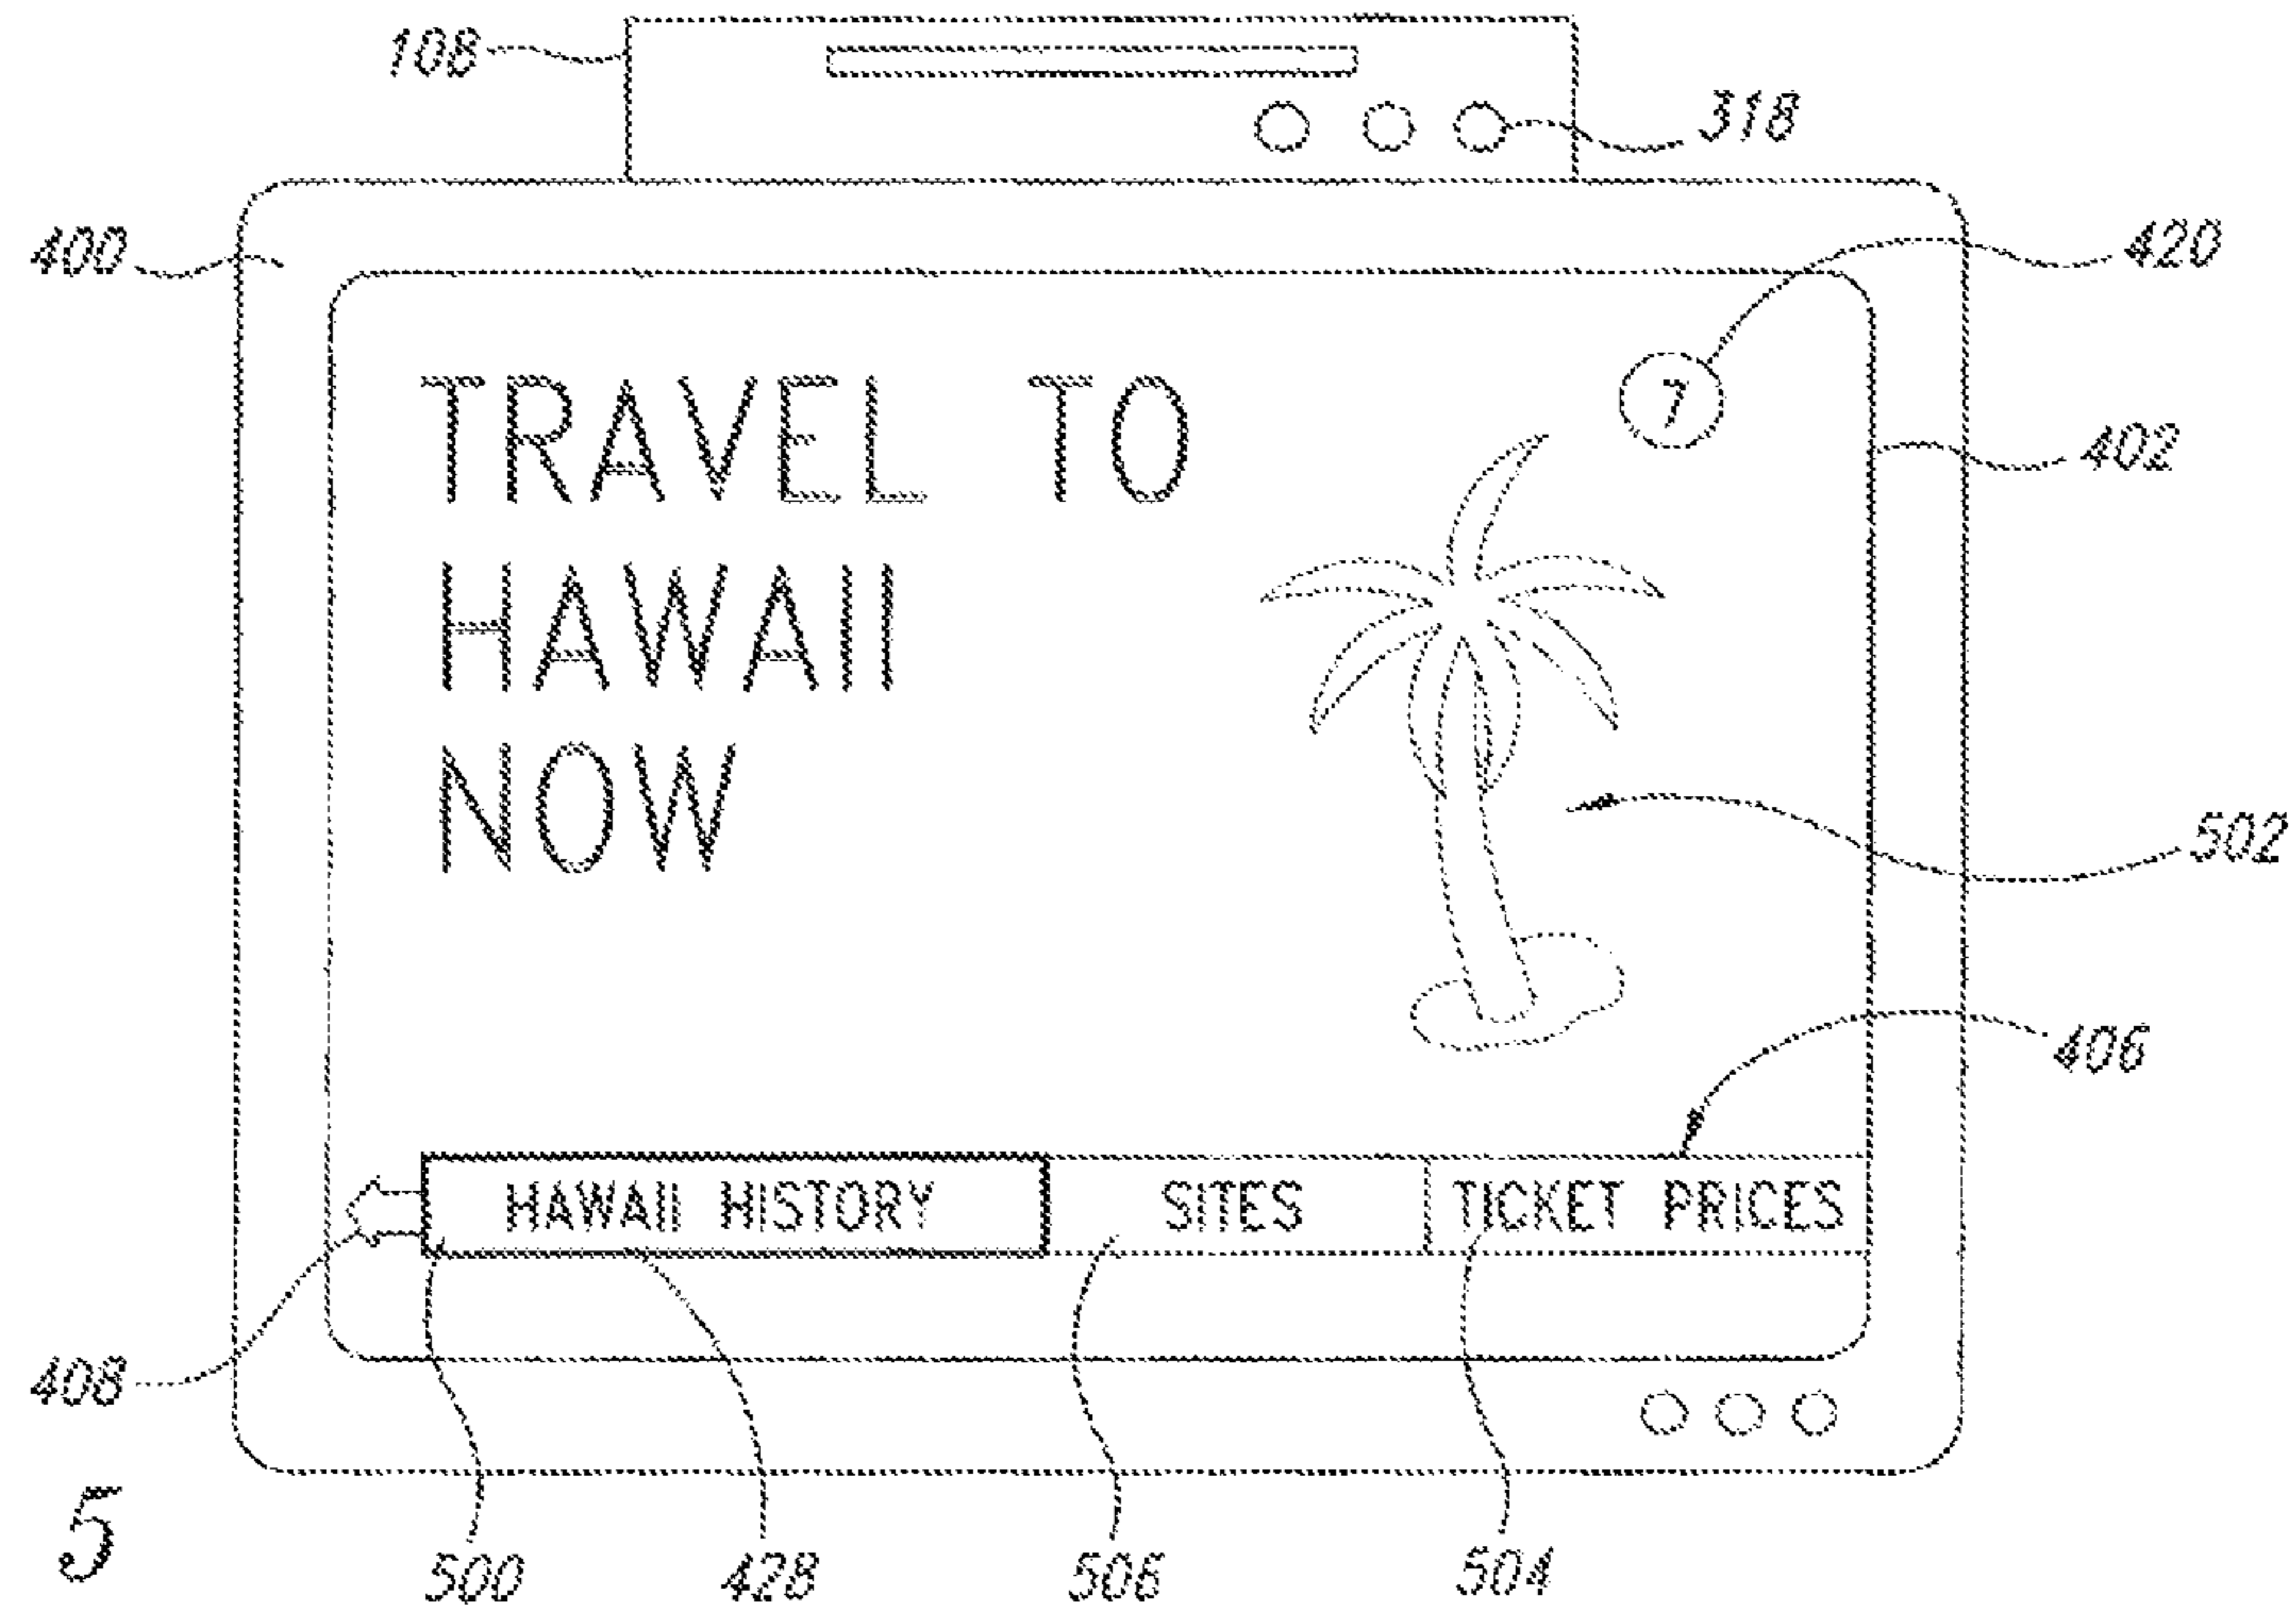 108
318
400
420
TRAVEL TO
7
402
HAWAII
NOW
502
406
HAWAII HISTORY SITES TICKET PRICES
408
5
500 428 506 504